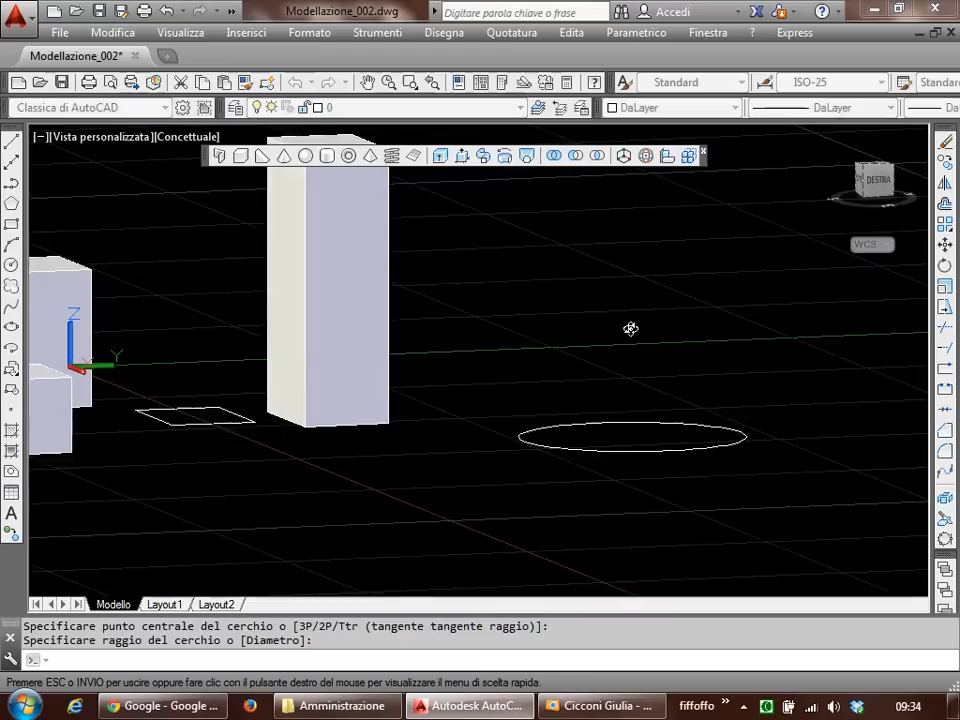 Modellazione_002.dwg
Digitare parola chiave o frase
Accedi
File Modifica Visualizza Inserisci Formato Strumenti Disegna Quotatura Edita Parametrico Finestra Express
Modellazione_002*
Standard
ISO-25
Standard
Classica di AutoCAD
0
DaLayer
DaLayer
[−][Vista personalizzata][Concettuale]
DESTRA
WCS
Z
X
Y
Modello Layout1 Layout2
Specificare punto centrale del cerchio o [3P/2P/Ttr (tangente tangente raggio)]:
Specificare raggio del cerchio o [Diametro]:
Premere ESC o INVIO per uscire oppure fare clic con il pulsante destro del mouse per visualizzare il menu di scelta rapida.
Google - Google ...
Amministrazione
Autodesk AutoC...
Cicconi Giulia - ...
fiffoffo
09:34